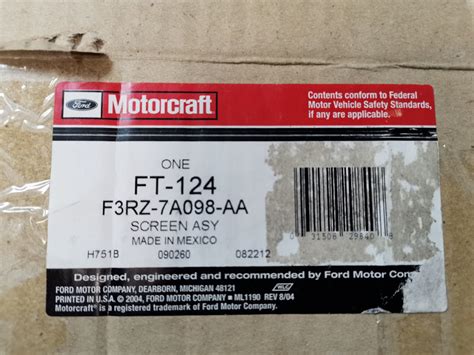 Ford
Motorcraft
Contents conform to Federal
Motor Vehicle Safety Standards,
if any are applicable.
ONE
FT-124
F3RZ-7A098-AA
SCREEN ASY
MADE IN MEXICO
H751B 090260 082212
0 31508 29840
Designed, engineered and recommended by Ford Motor Comp
FORD MOTOR COMPANY, DEARBORN, MICHIGAN 48121
PRINTED IN U.S.A. © 2004, FORD MOTOR COMPANY ■ ML1190 REV 8/04
Motorcraft® is a registered trademark of Ford Motor Company.